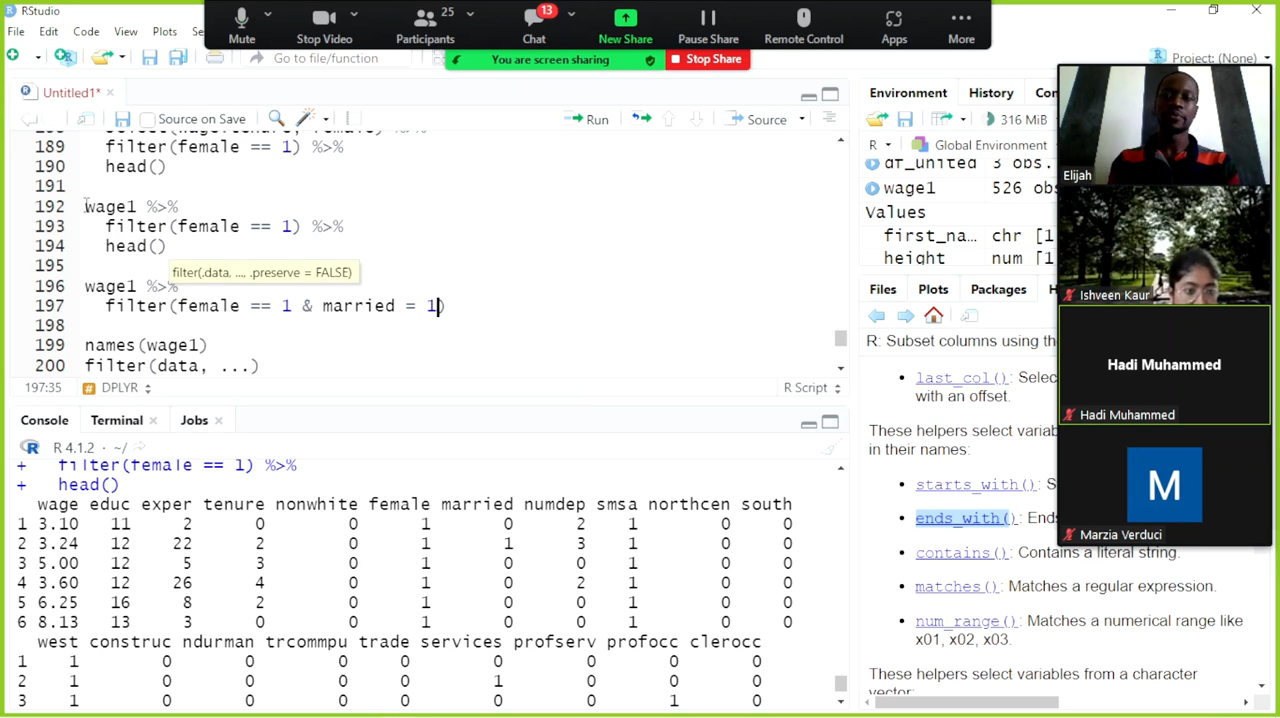 RStudio
File Edit Code View Plots
Mute
Stop Video
25
Participants
13
Chat
New Share
Pause Share
Remote Control
Apps
More
You are screen sharing
Stop Share
Go to file/function
Project: (None)
Untitled1*
Source on Save
Run
Source
189 filter(female == 1) %>%
190 head()
191
192 wage1 %>%
193 filter(female == 1) %>%
194 head()
195
filter(.data, ..., .preserve = FALSE)
196 wage1 %>%
197 filter(female == 1 & married = 1)
198
199 names(wage1)
200 filter(data, ...)
197:35 # DPLYR R Script
Console Terminal Jobs
R 4.1.2 · ~/
+ filter(female == 1) %>%
+ head()
wage educ exper tenure nonwhite female married numdep smsa northcen south
1 3.10 11 2 0 0 1 0 2 1 0 0
2 3.24 12 22 2 0 1 1 3 1 0 0
3 5.00 12 5 3 0 1 0 0 1 0 0
4 3.60 12 26 4 0 1 0 2 1 0 0
5 6.25 16 8 2 0 1 0 0 1 0 0
6 8.13 13 3 0 0 1 0 0 1 0 0
west construc ndurman trcommpu trade services profserv profocc clerocc
1 1 0 0 0 0 0 0 0 0
2 1 0 0 0 0 1 0 0 0
3 1 0 0 0 0 0 0 1 0
Environment History
316 MiB
R Global Environment
df_united 3 obs.
wage1 526
Values
first_na… chr [1
height num [1
Files Plots Packages
R: Subset columns using
last_col():
with an offset.
These helpers select
in their names:
starts_with():
ends_with():
contains(): Contains a literal string.
matches(): Matches a regular expression.
num_range(): Matches a numerical range like
x01, x02, x03.
These helpers select variables from a character
vector:
Elijah
Ishveen Kaur
Hadi Muhammed
Hadi Muhammed
M
Marzia Verduci